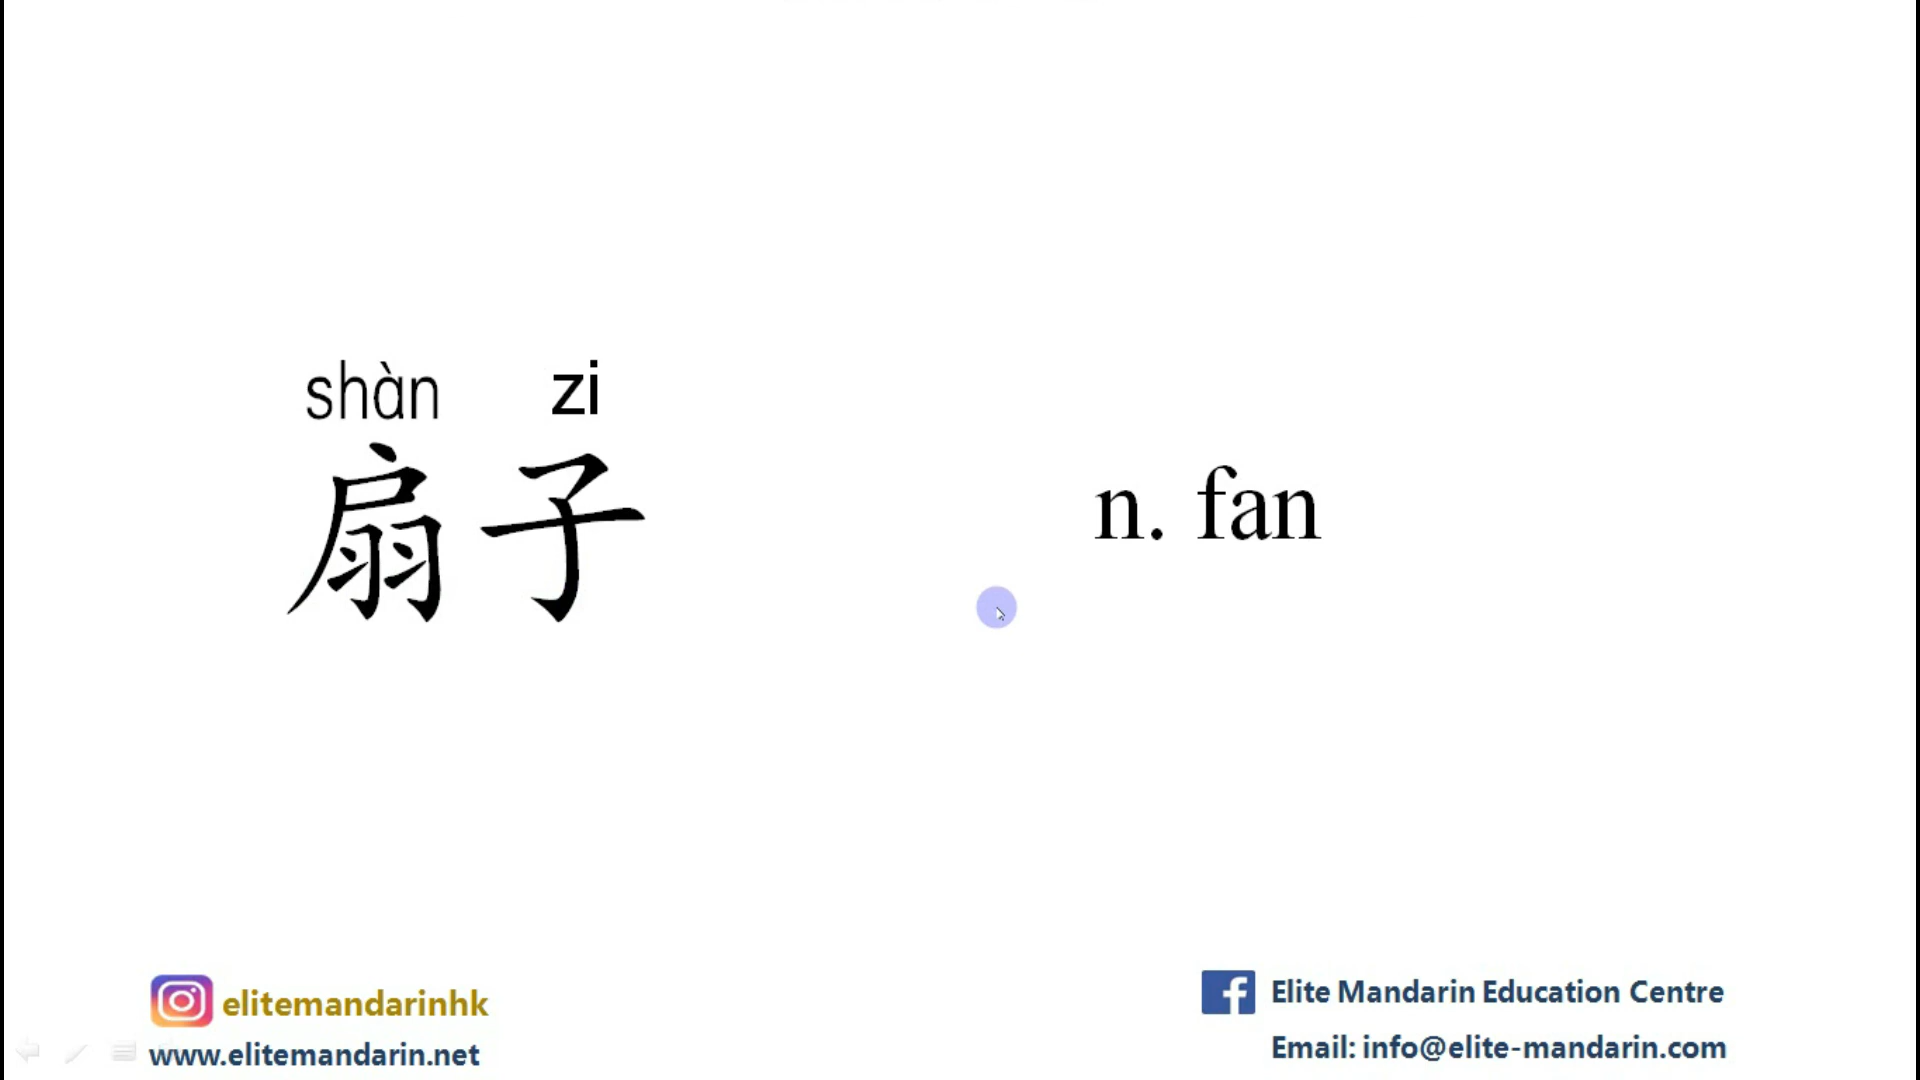 shàn zi
扇子
n. fan
elitemandarinhk
www.elitemandarin.net
Elite Mandarin Education Centre
Email: info@elite-mandarin.com